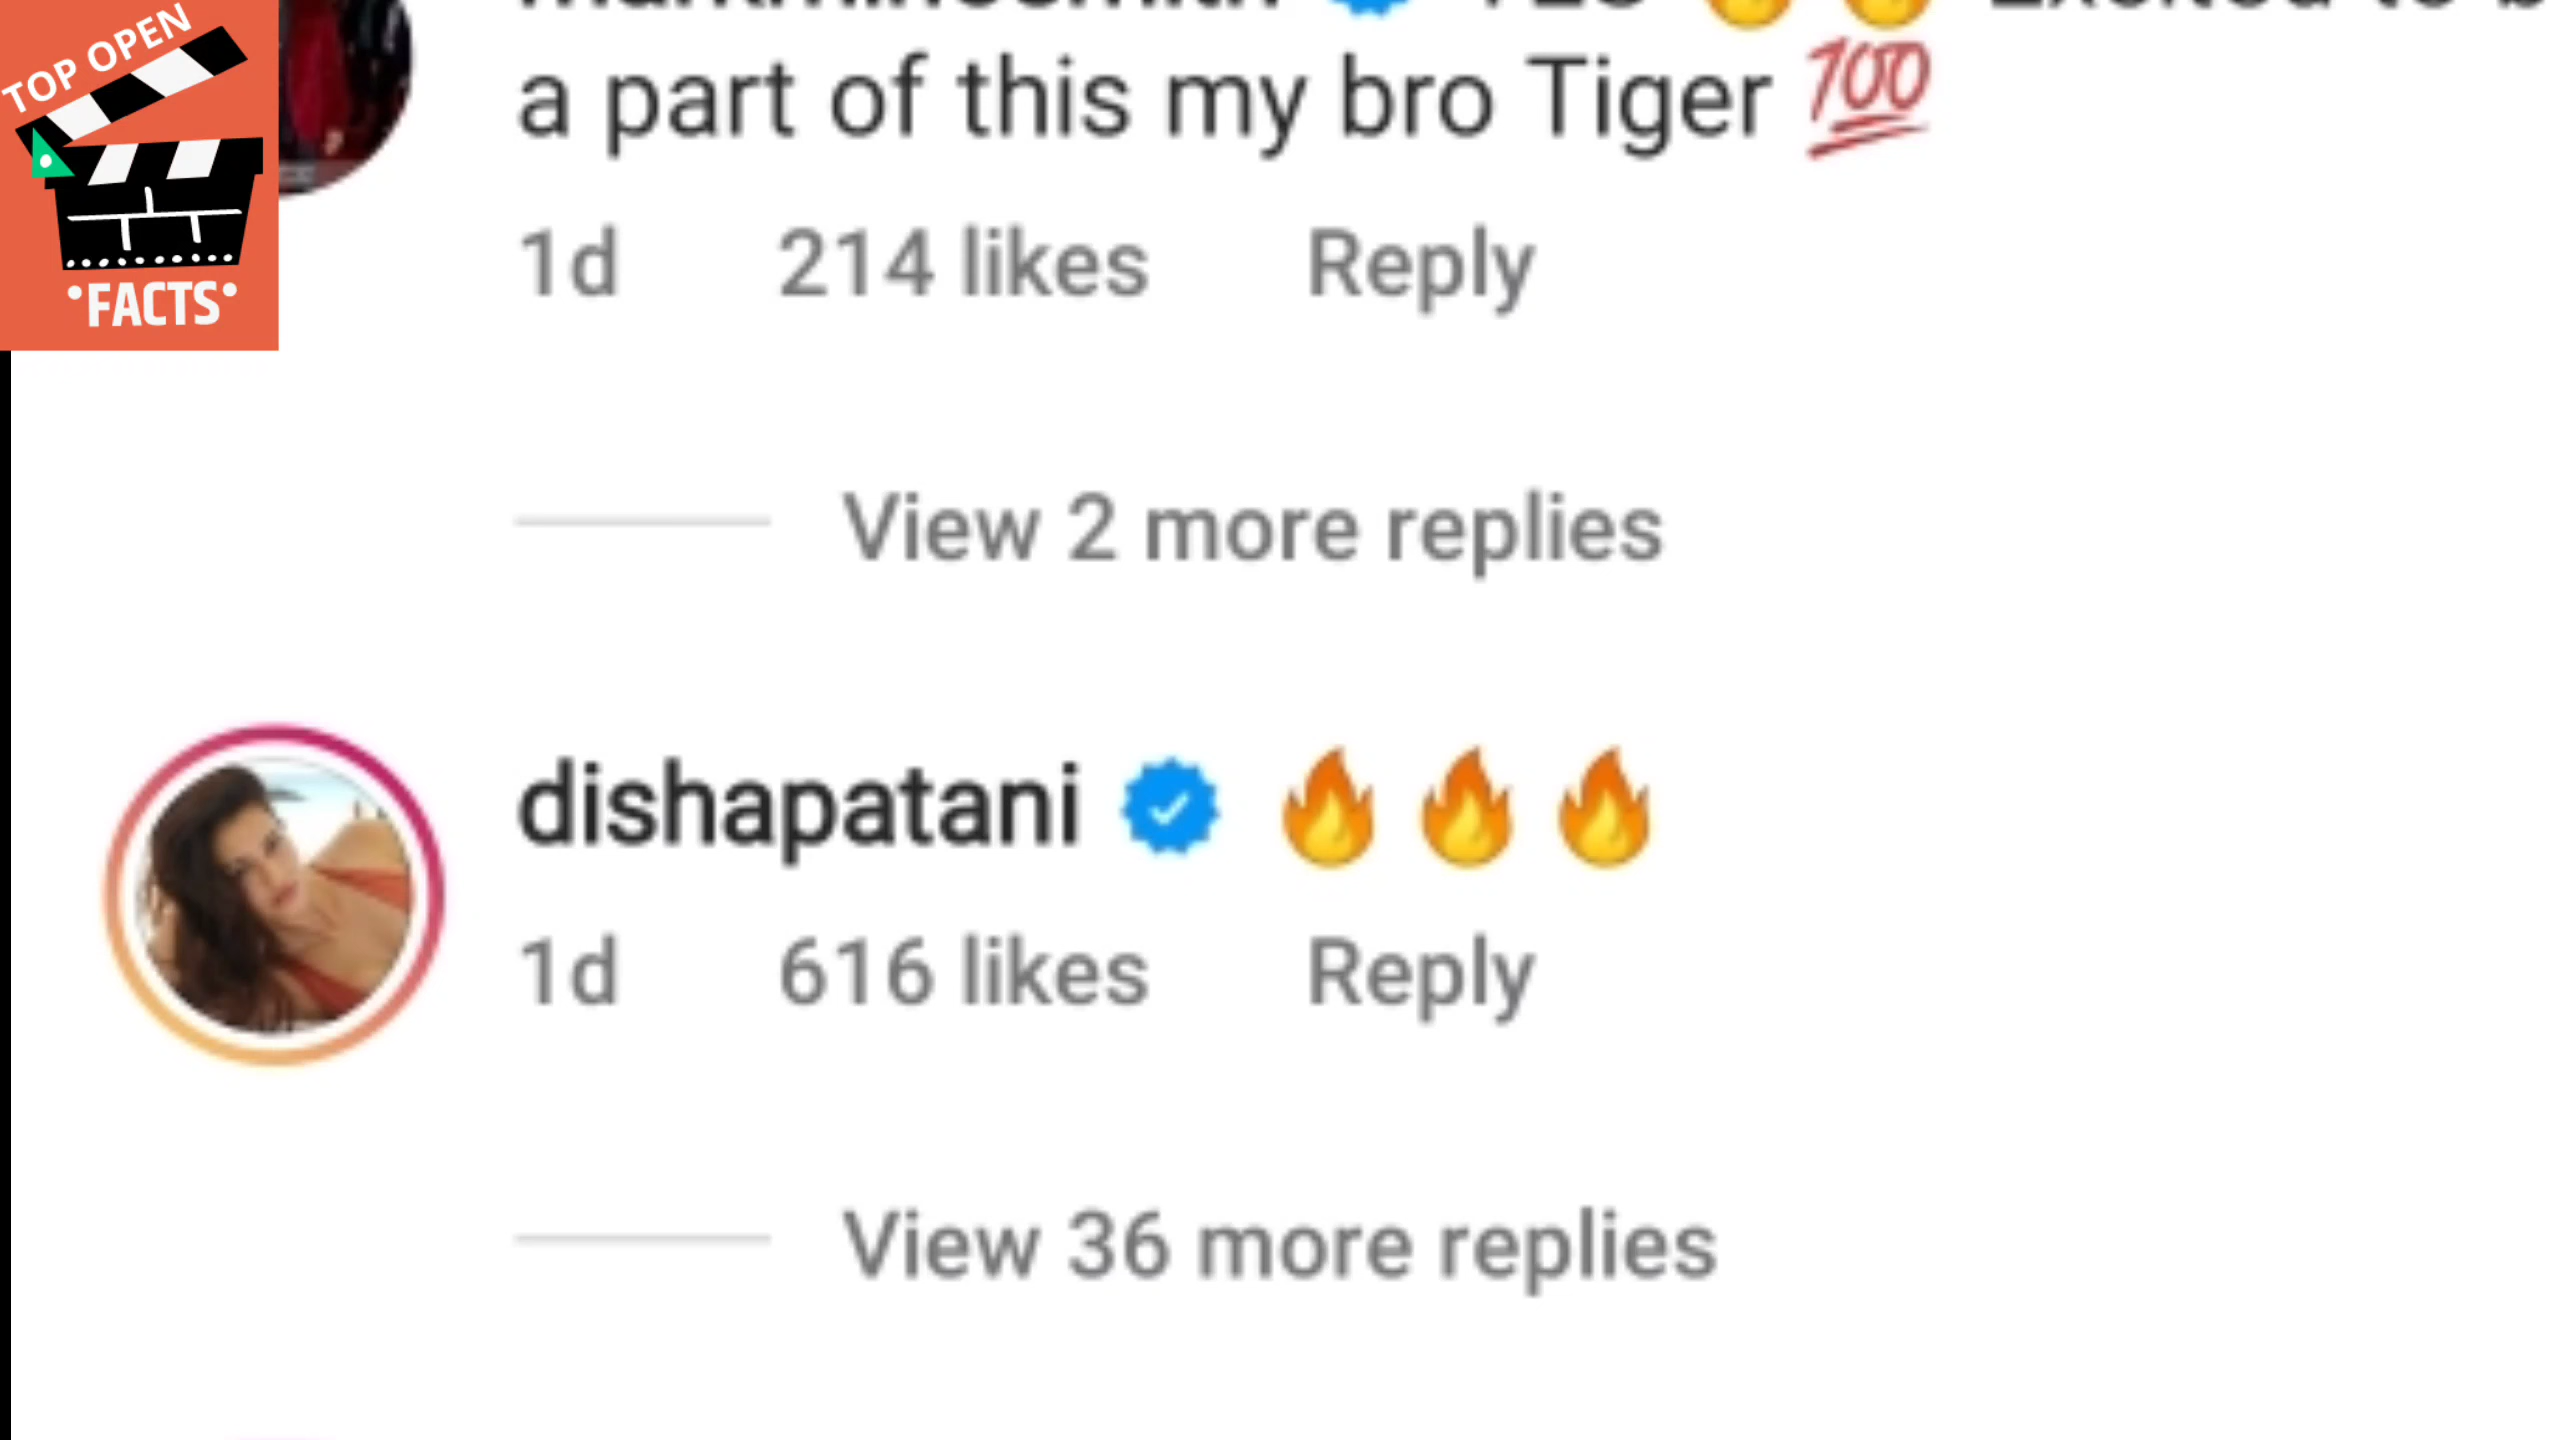 TOP OPEN
FACTS
a part of this my bro Tiger 💯
1d 214 likes Reply
View 2 more replies
dishapatani 🔥🔥🔥
1d 616 likes Reply
View 36 more replies